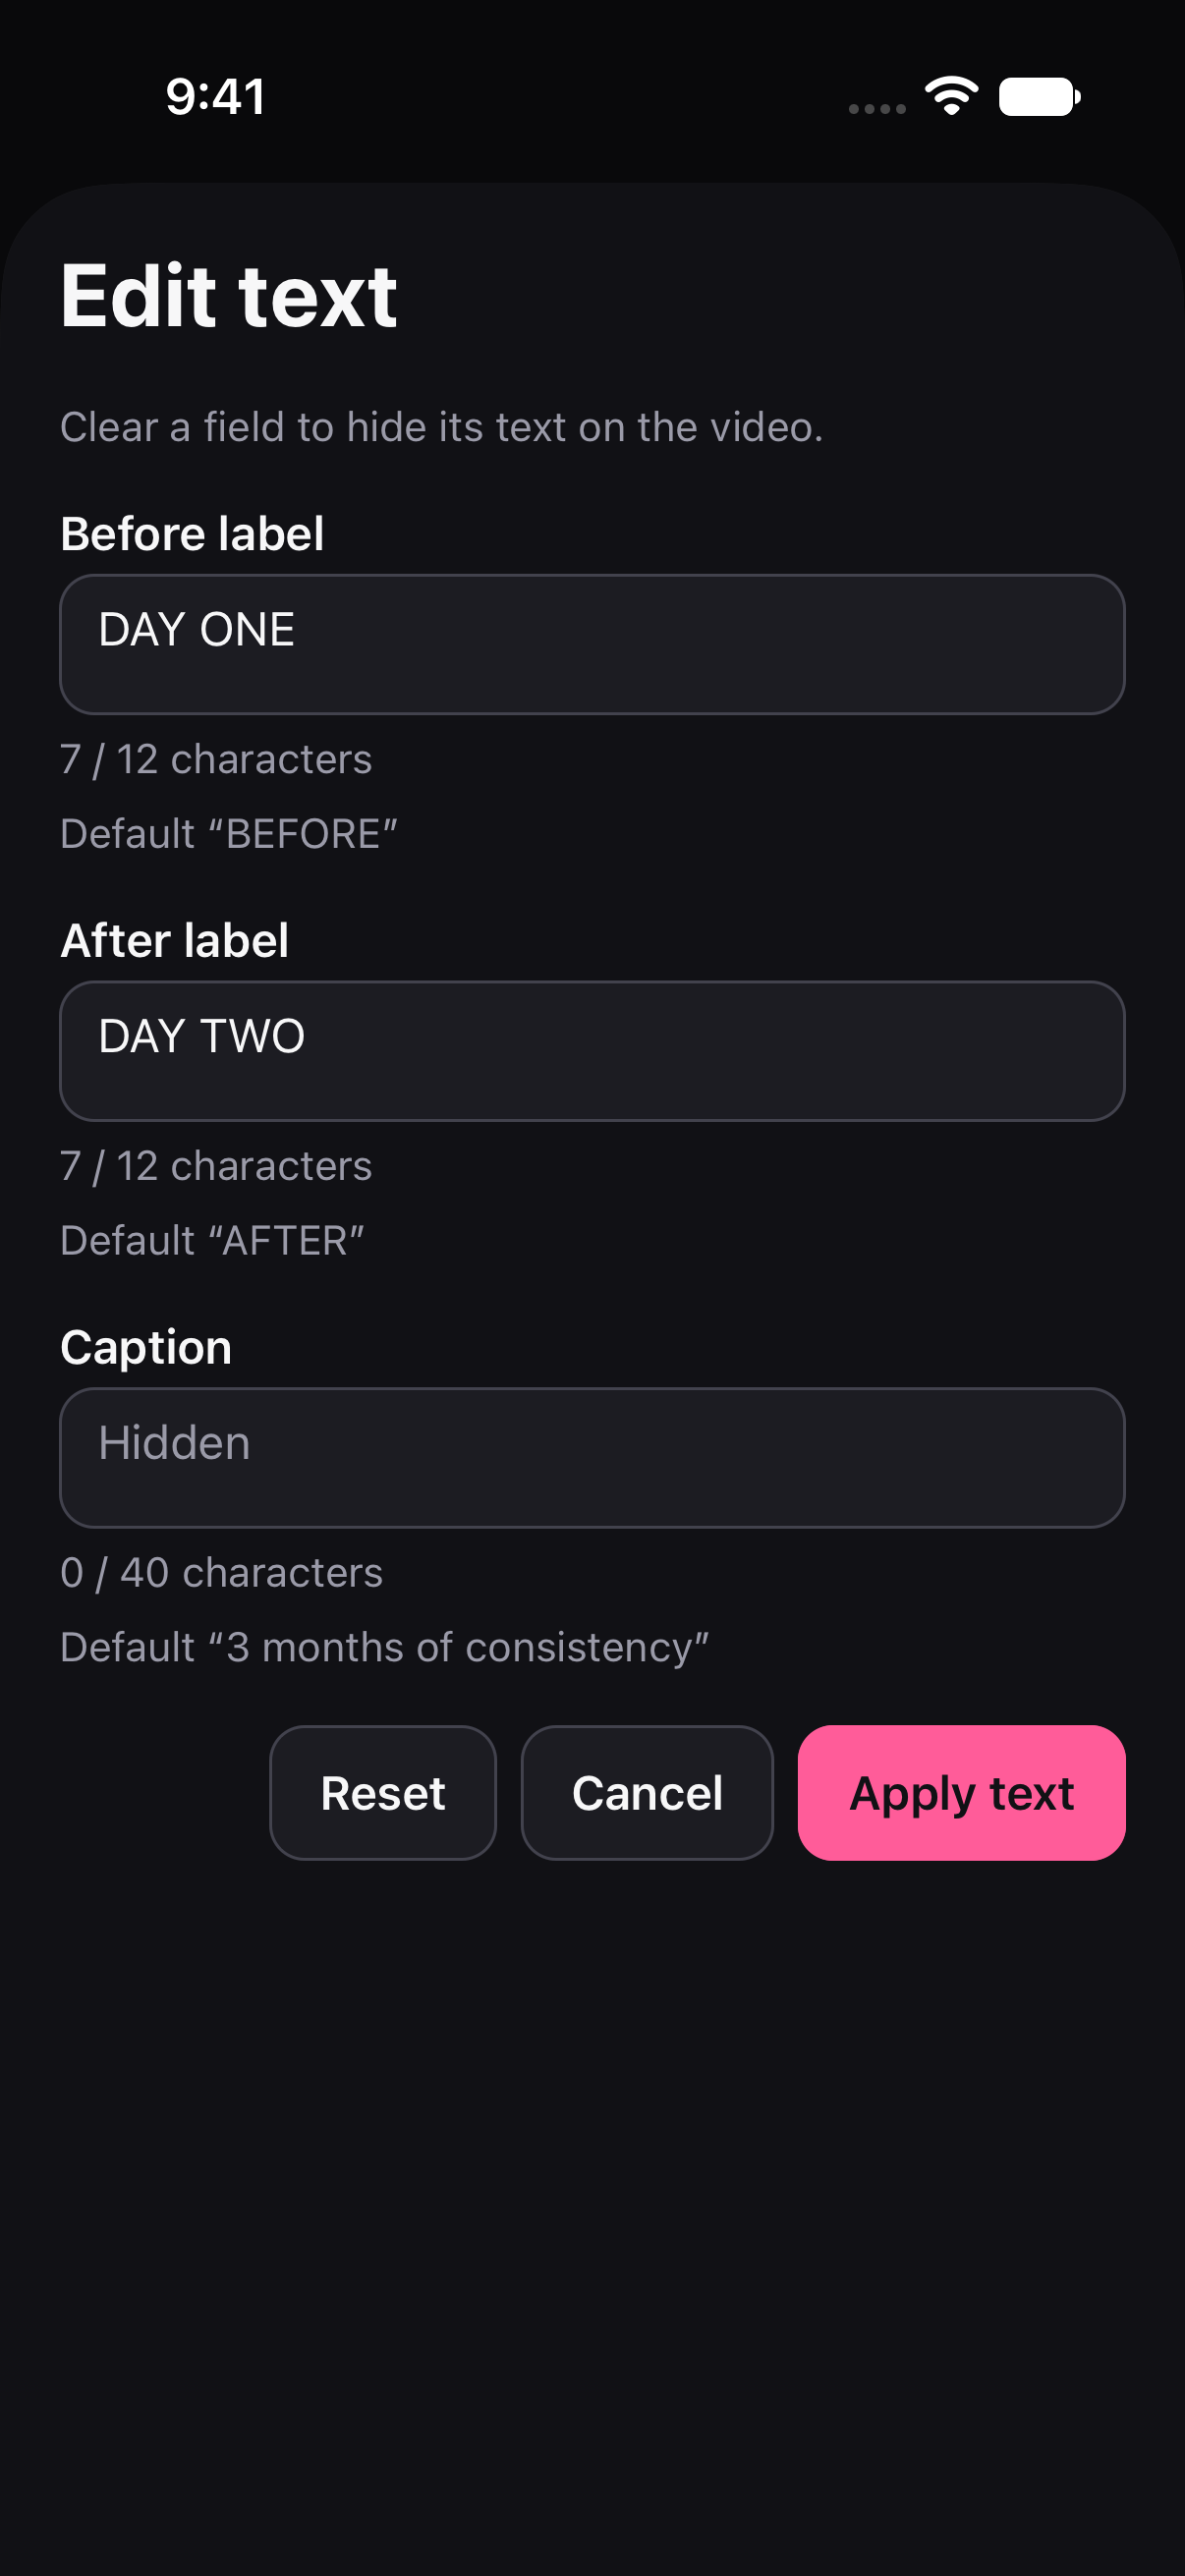 9:41
Edit text
Clear a field to hide its text on the video.
Before label
DAY ONE
7 / 12 characters
Default “BEFORE”
After label
DAY TWO
7 / 12 characters
Default “AFTER”
Caption
Hidden
0 / 40 characters
Default “3 months of consistency”
Reset Cancel Apply text